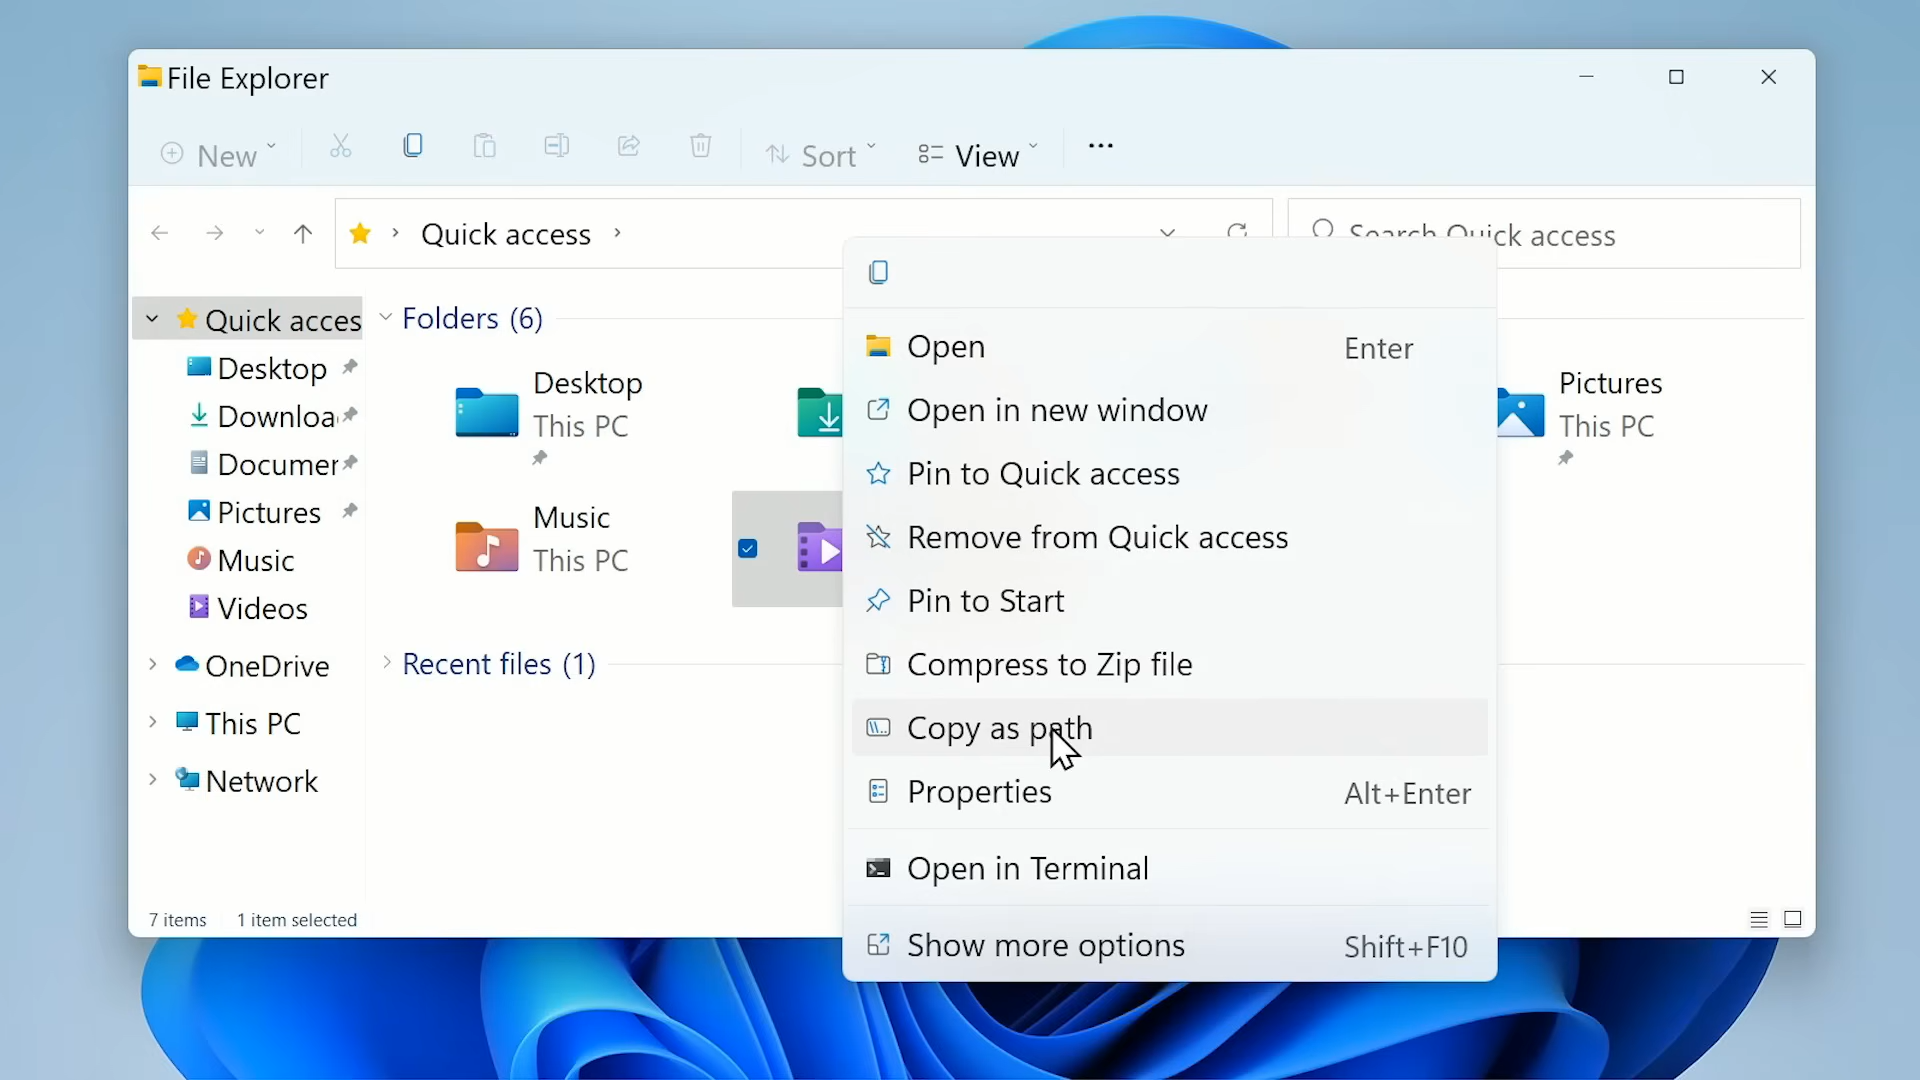 File Explorer
New
Sort
View
Quick access
Search Quick access
Quick acces
Desktop
Downloa
Documer
Pictures
Music
Videos
OneDrive
This PC
Network
Folders (6)
Desktop
This PC
Pictures
This PC
Music
This PC
Recent files (1)
Open Enter
Open in new window
Pin to Quick access
Remove from Quick access
Pin to Start
Compress to Zip file
Copy as path
Properties Alt+Enter
Open in Terminal
Show more options Shift+F10
7 items 1 item selected